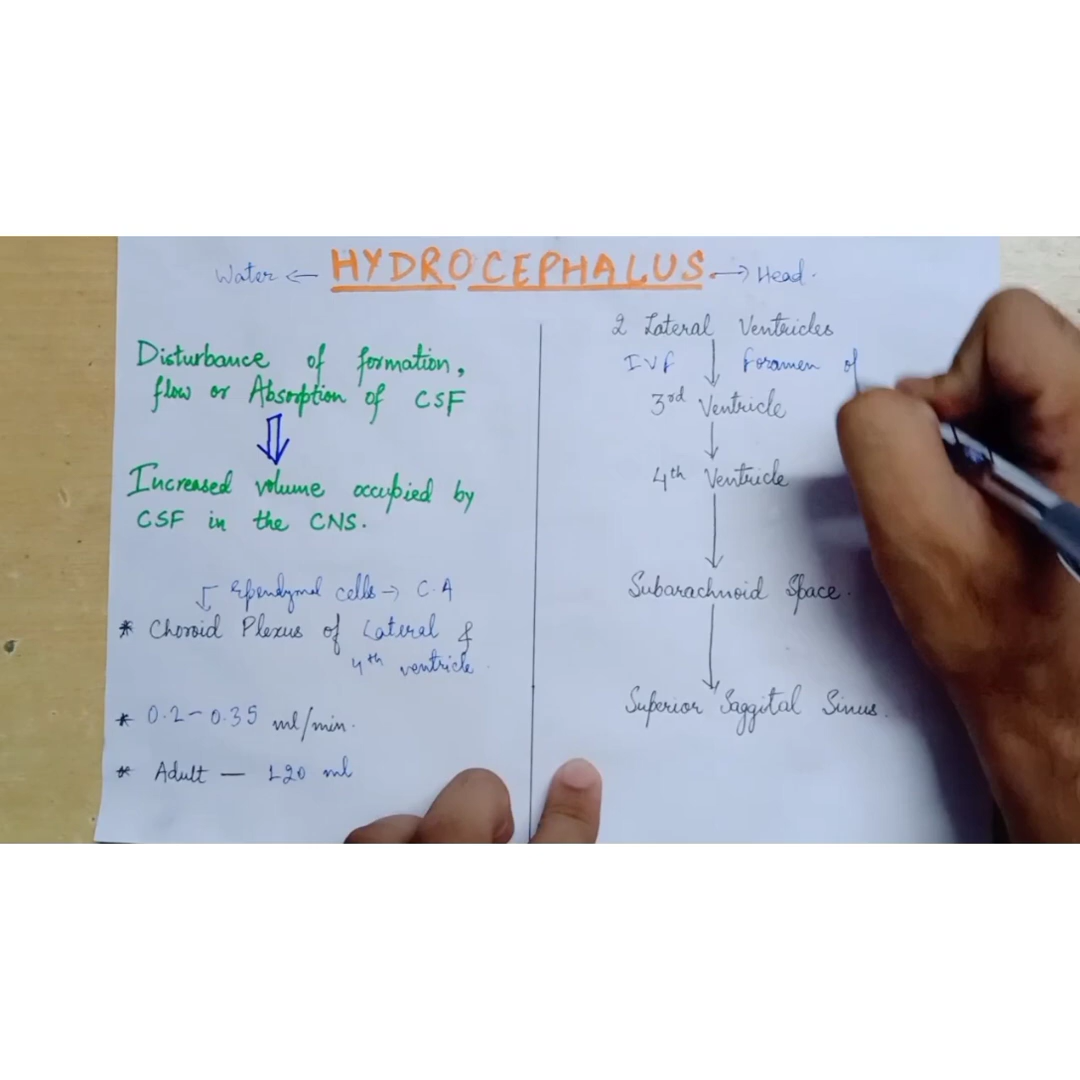 Water ← HYDROCEPHALUS → Head.
Disturbance of formation,
flow or Absorption of CSF
Increased volume occupied by
CSF in the CNS.
Ependymal cells → C.A
* Choroid Plexus of Lateral &
4th ventricle.
* 0.2-0.35 ml/min.
* Adult — 120 ml
2 Lateral Ventricles
IVF Foramen of
3rd Ventricle
4th Ventricle
Subarachnoid Space.
Superior Saggital Sinus.